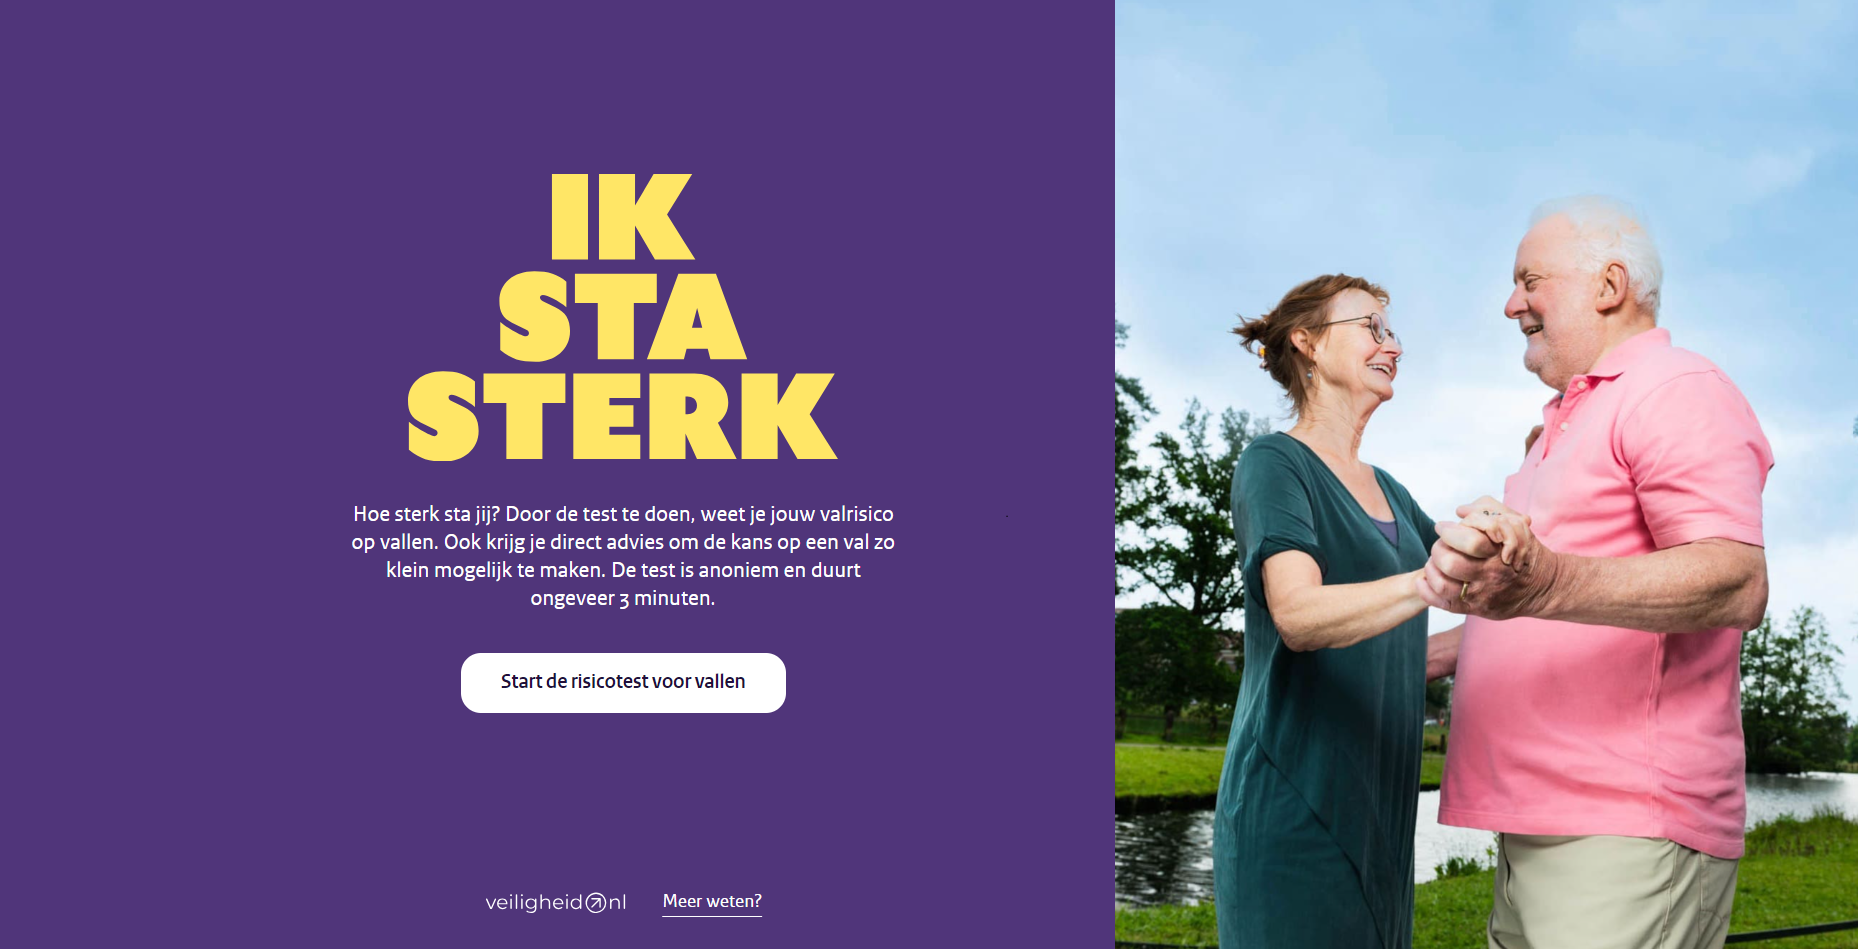 IK
STA
STERK
Hoe sterk sta jij? Door de test te doen, weet je jouw valrisico
op vallen. Ook krijg je direct advies om de kans op een val zo
klein mogelijk te maken. De test is anoniem en duurt
ongeveer 3 minuten.
Start de risicotest voor vallen
veiligheid nl
Meer weten?